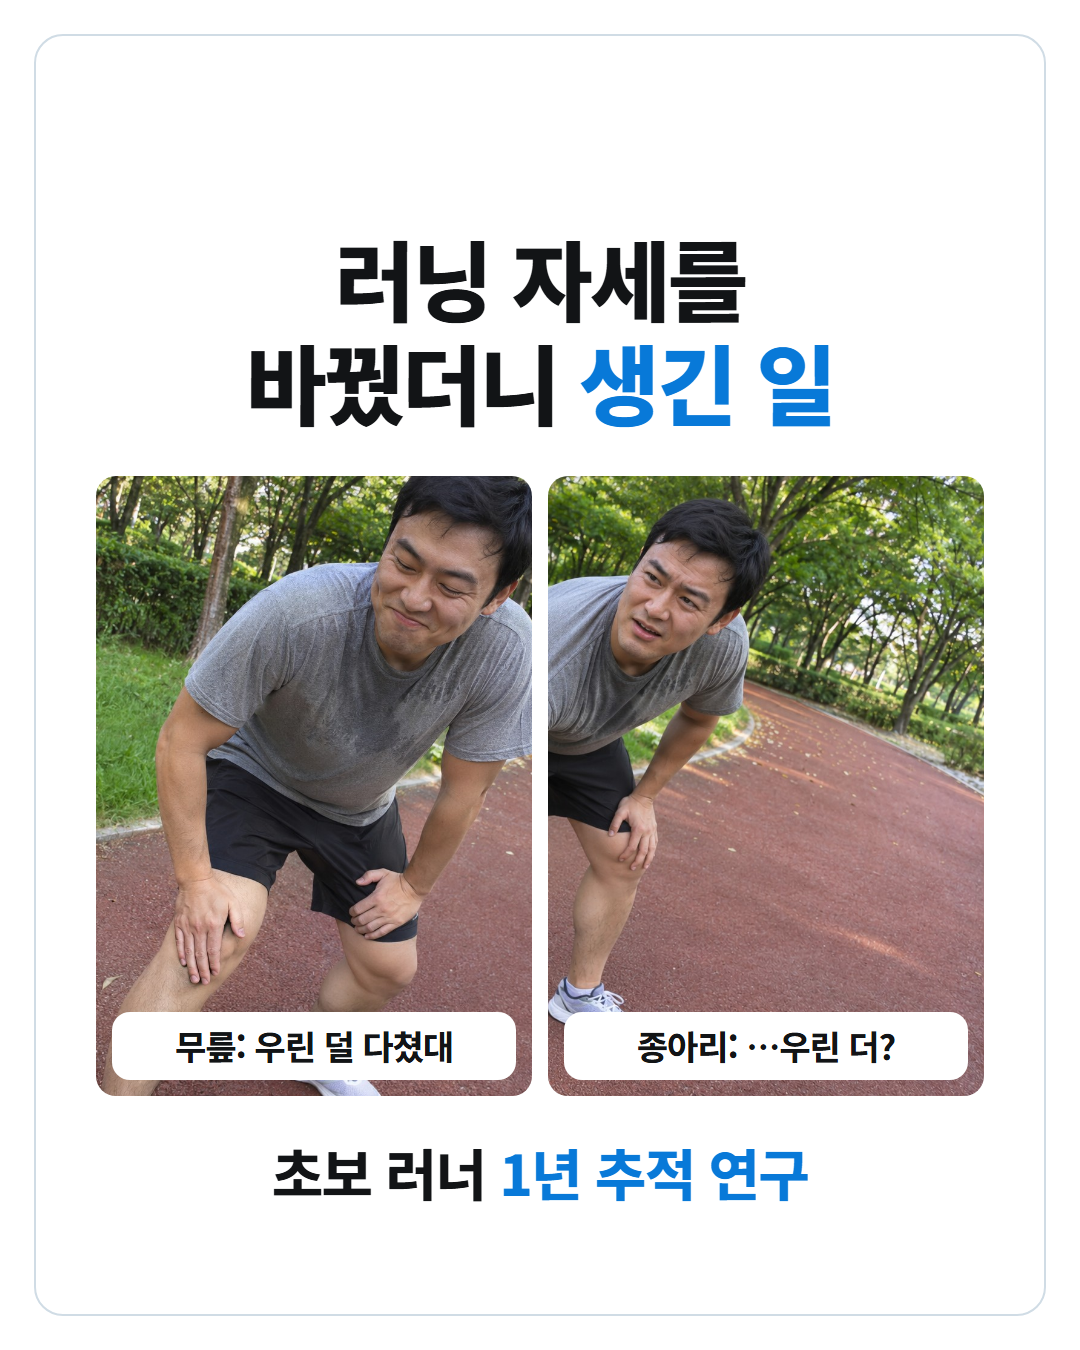 러닝 자세를
바꿨더니 생긴 일
무릎: 우린 덜 다쳤대
종아리: …우린 더?
초보 러너 1년 추적 연구